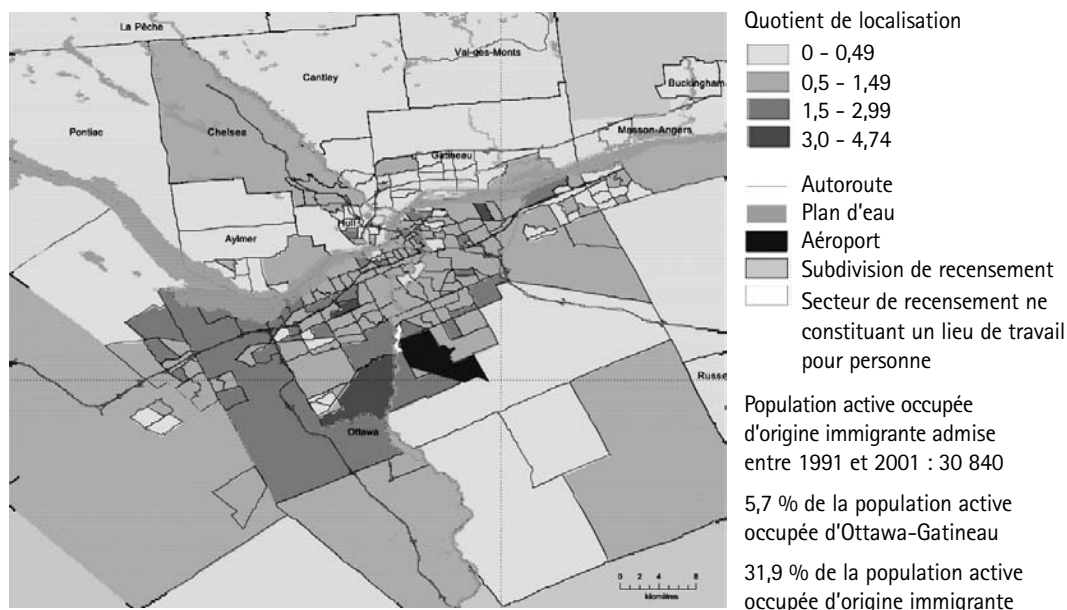 La Pêche
Val-des-Monts
Cantley
Buckingham
Masson-Angers
Pontiac
Chelsea
Gatineau
Hull
Aylmer
Russe
Ottawa
0 2 4 6 8
kilomètres
Quotient de localisation
0 - 0,49
0,5 - 1,49
1,5 - 2,99
3,0 - 4,74
Autoroute
Plan d'eau
Aéroport
Subdivision de recensement
Secteur de recensement ne
constituant un lieu de travail
pour personne
Population active occupée
d'origine immigrante admise
entre 1991 et 2001 : 30 840
5,7 % de la population active
occupée d'Ottawa-Gatineau
31,9 % de la population active
occupée d'origine immigrante